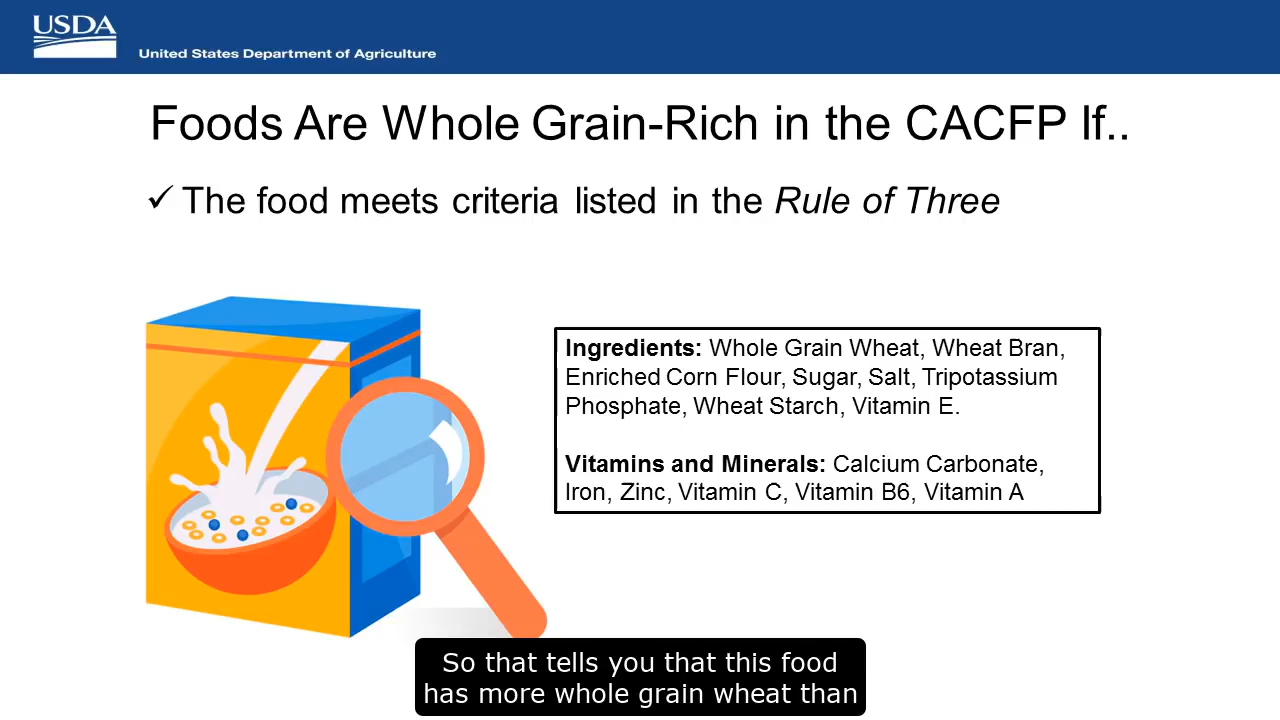 USDA
United States Department of Agriculture
Foods Are Whole Grain-Rich in the CACFP If..
✓ The food meets criteria listed in the Rule of Three
Ingredients: Whole Grain Wheat, Wheat Bran,
Enriched Corn Flour, Sugar, Salt, Tripotassium
Phosphate, Wheat Starch, Vitamin E.
Vitamins and Minerals: Calcium Carbonate,
Iron, Zinc, Vitamin C, Vitamin B6, Vitamin A
So that tells you that this food
has more whole grain wheat than